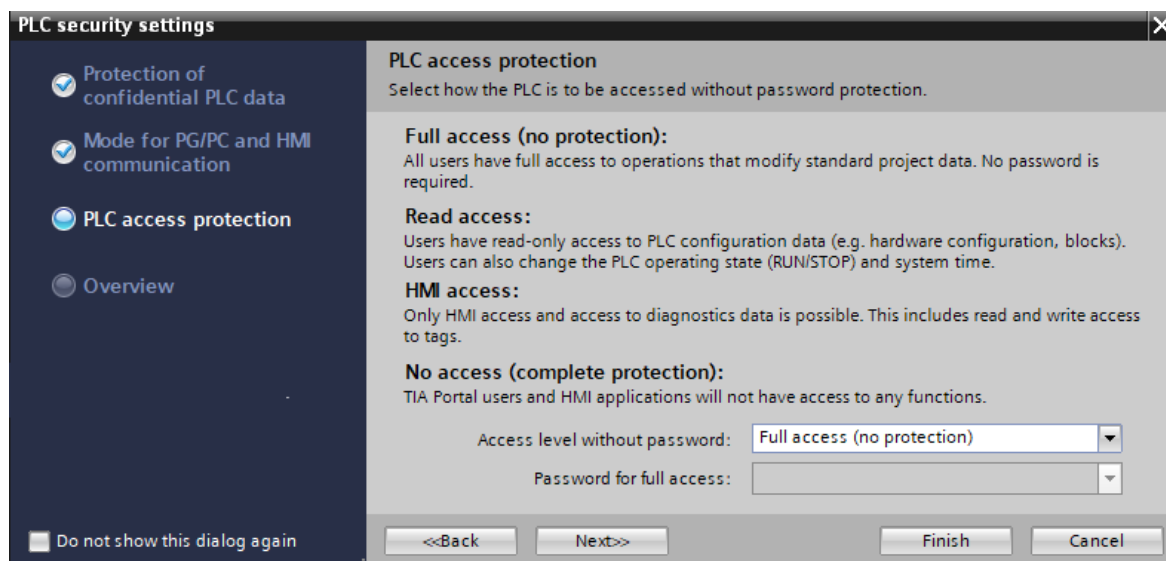 PLC security settings
Protection of
confidential PLC data
Mode for PG/PC and HMI
communication
PLC access protection
Overview
Do not show this dialog again
PLC access protection
Select how the PLC is to be accessed without password protection.
Full access (no protection):
All users have full access to operations that modify standard project data. No password is
required.
Read access:
Users have read-only access to PLC configuration data (e.g. hardware configuration, blocks).
Users can also change the PLC operating state (RUN/STOP) and system time.
HMI access:
Only HMI access and access to diagnostics data is possible. This includes read and write access
to tags.
No access (complete protection):
TIA Portal users and HMI applications will not have access to any functions.
Access level without password: Full access (no protection)
Password for full access:
<<Back Next>> Finish Cancel